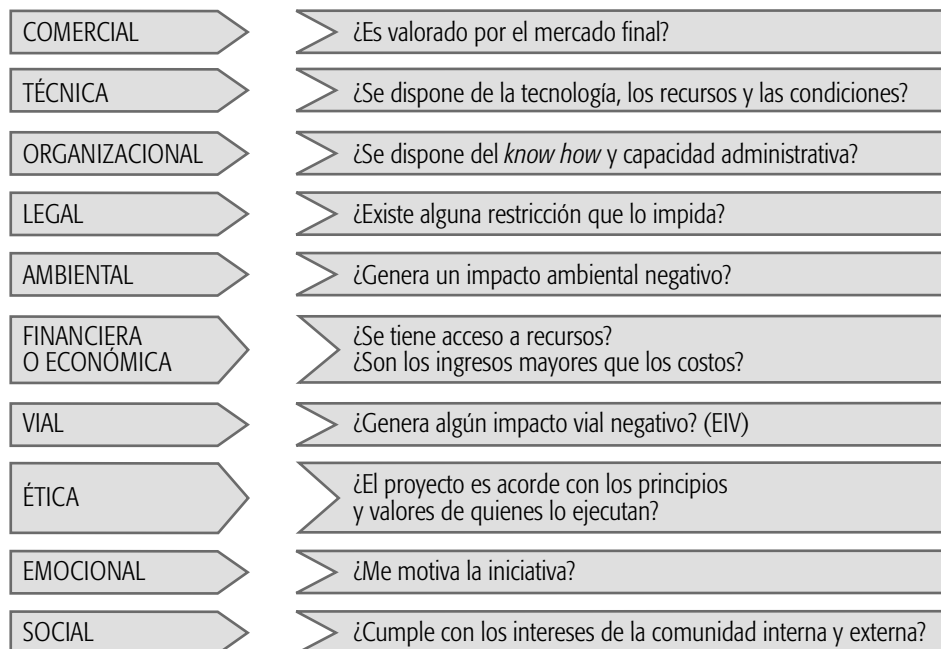 COMERCIAL
¿Es valorado por el mercado final?
TÉCNICA
¿Se dispone de la tecnología, los recursos y las condiciones?
ORGANIZACIONAL
¿Se dispone del know how y capacidad administrativa?
LEGAL
¿Existe alguna restricción que lo impida?
AMBIENTAL
¿Genera un impacto ambiental negativo?
FINANCIERA
O ECONÓMICA
¿Se tiene acceso a recursos?
¿Son los ingresos mayores que los costos?
VIAL
¿Genera algún impacto vial negativo? (EIV)
ÉTICA
¿El proyecto es acorde con los principios
y valores de quienes lo ejecutan?
EMOCIONAL
¿Me motiva la iniciativa?
SOCIAL
¿Cumple con los intereses de la comunidad interna y externa?